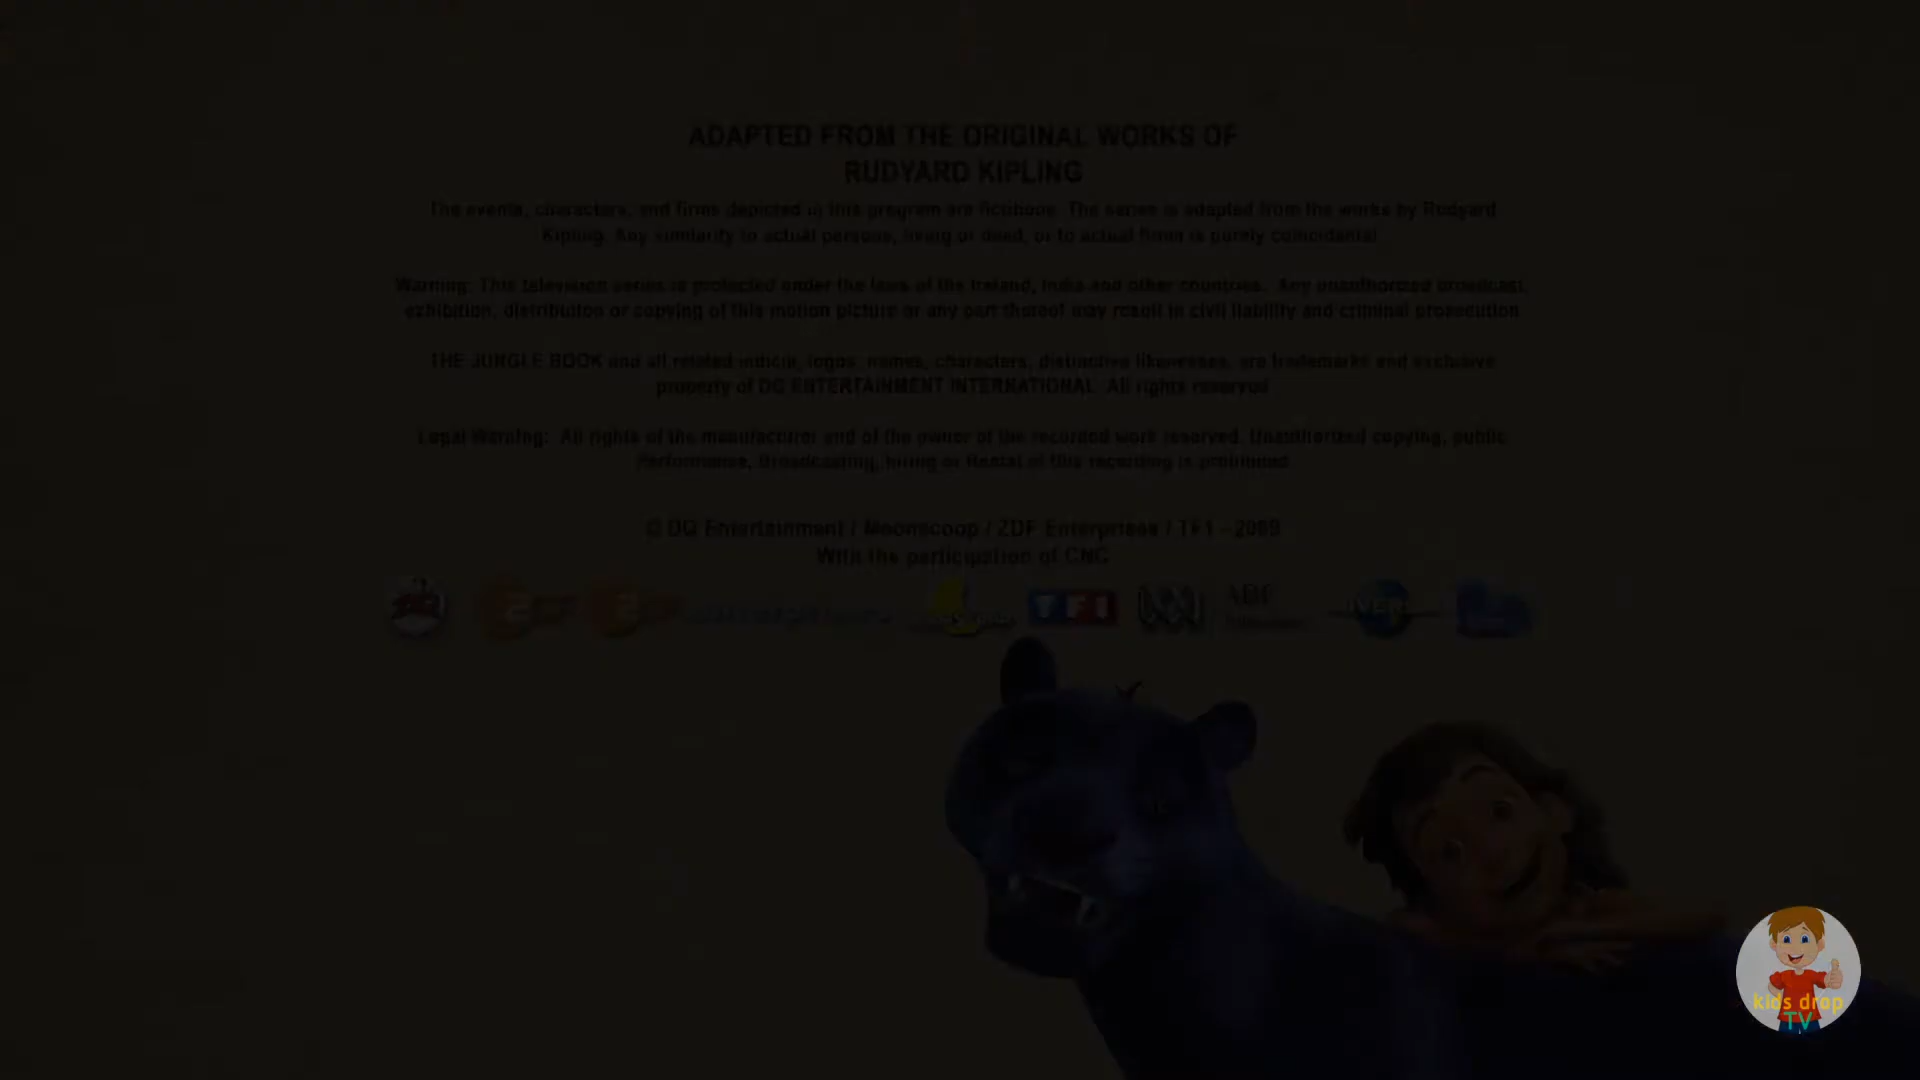 ADAPTED FROM THE ORIGINAL WORKS OF
RUDYARD KIPLING
The events, characters, and firms depicted in this program are fictitious. The series is adapted from the works by Rudyard
Kipling. Any similarity to actual persons, living or dead, or to actual firms is purely coincidental.
Warning: This television series is protected under the laws of the Ireland, India and other countries. Any unauthorized broadcast,
exhibition, distribution or copying of this motion picture or any part thereof may result in civil liability and criminal prosecution.
THE JUNGLE BOOK and all related indicia, logos, names, characters, distinctive likenesses, are trademarks and exclusive
property of DQ ENTERTAINMENT INTERNATIONAL. All rights reserved.
Legal Warning: All rights of the manufacturer and of the owner of the recorded work reserved. Unauthorized copying, public
Performance, Broadcasting, hiring or Rental of this recording is prohibited.
© DQ Entertainment / Moonscoop / ZDF Enterprises / TF1 - 2009
With the participation of CNC
TF1
kids drop
TV